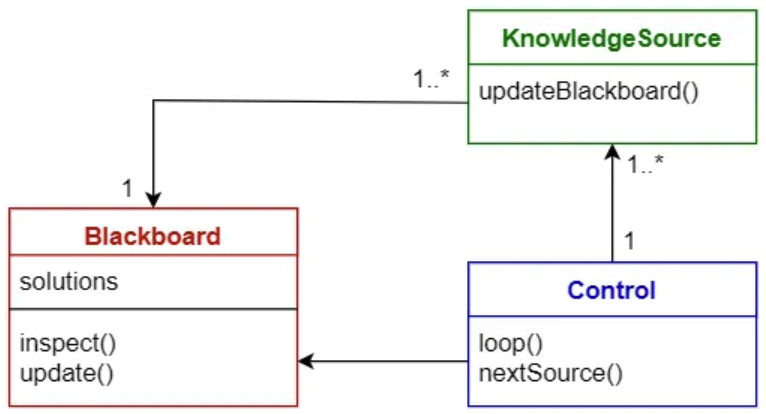 KnowledgeSource
1..*
updateBlackboard()
1..*
1
1
Blackboard
solutions
inspect()
update()
Control
loop()
nextSource()